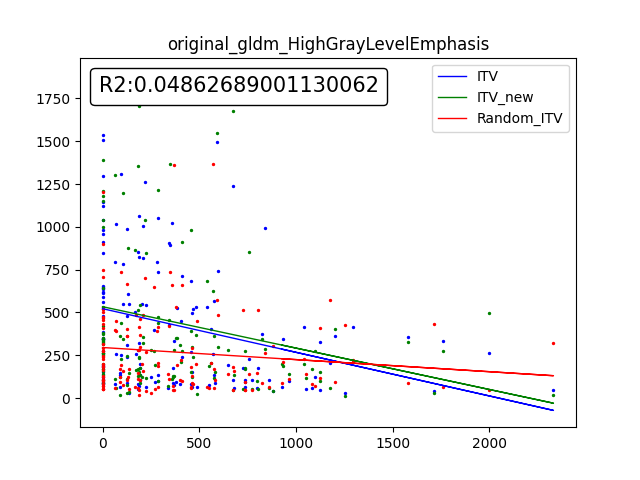 original_gldm_HighGrayLevelEmphasis
R2:0.04862689001130062
ITV
ITV_new
Random_ITV
1750
1500
1250
1000
750
500
250
0
0 500 1000 1500 2000